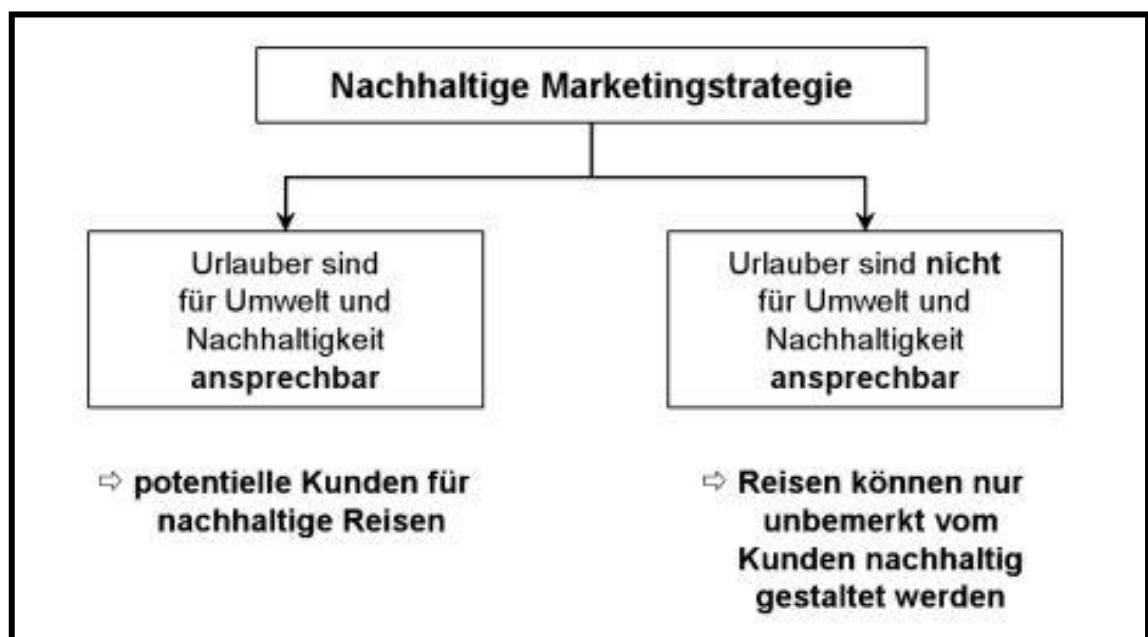 Nachhaltige Marketingstrategie
Urlauber sind
für Umwelt und
Nachhaltigkeit
ansprechbar
Urlauber sind nicht
für Umwelt und
Nachhaltigkeit
ansprechbar
⇨ potentielle Kunden für
nachhaltige Reisen
⇨ Reisen können nur
unbemerkt vom
Kunden nachhaltig
gestaltet werden